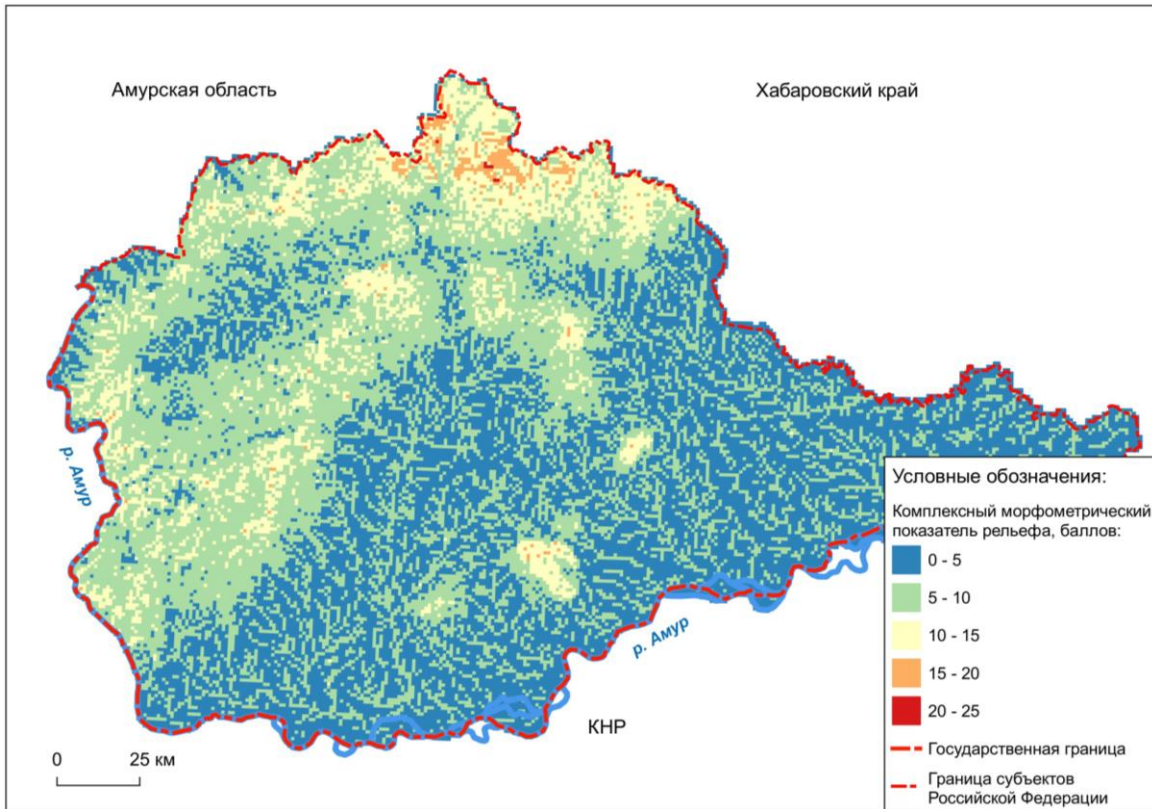 Амурская область
Хабаровский край
р. Амур
р. Амур
КНР
0 25 км
Условные обозначения:
Комплексный морфометрический
показатель рельефа, баллов:
0 - 5
5 - 10
10 - 15
15 - 20
20 - 25
Государственная граница
Граница субъектов
Российской Федерации